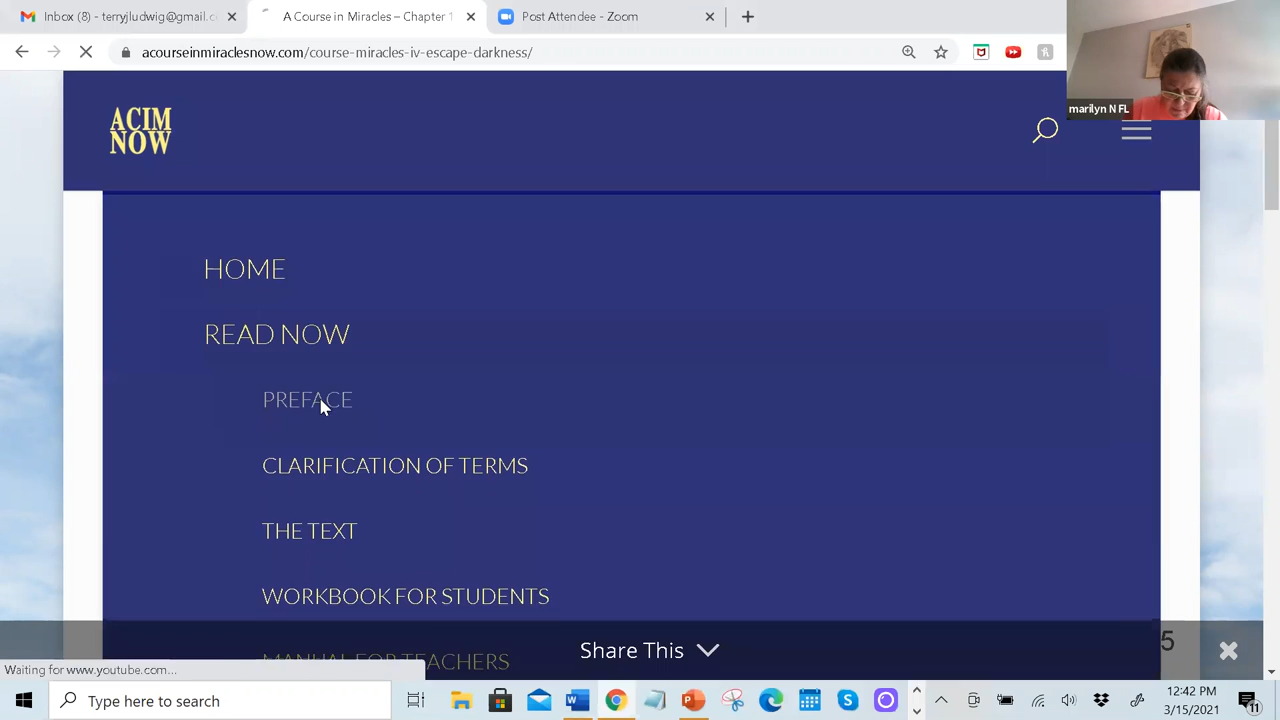 Inbox (8) - terryjludwig@gmail.c
A Course in Miracles – Chapter 1
Post Attendee - Zoom
acourseinmiraclesnow.com/course-miracles-iv-escape-darkness/
marilyn N FL
ACIM
NOW
HOME
READ NOW
PREFACE
CLARIFICATION OF TERMS
THE TEXT
WORKBOOK FOR STUDENTS
Share This
5
MANUAL FOR TEACHERS
Waiting for www.youtube.com...
Type here to search
12:42 PM
3/15/2021
11